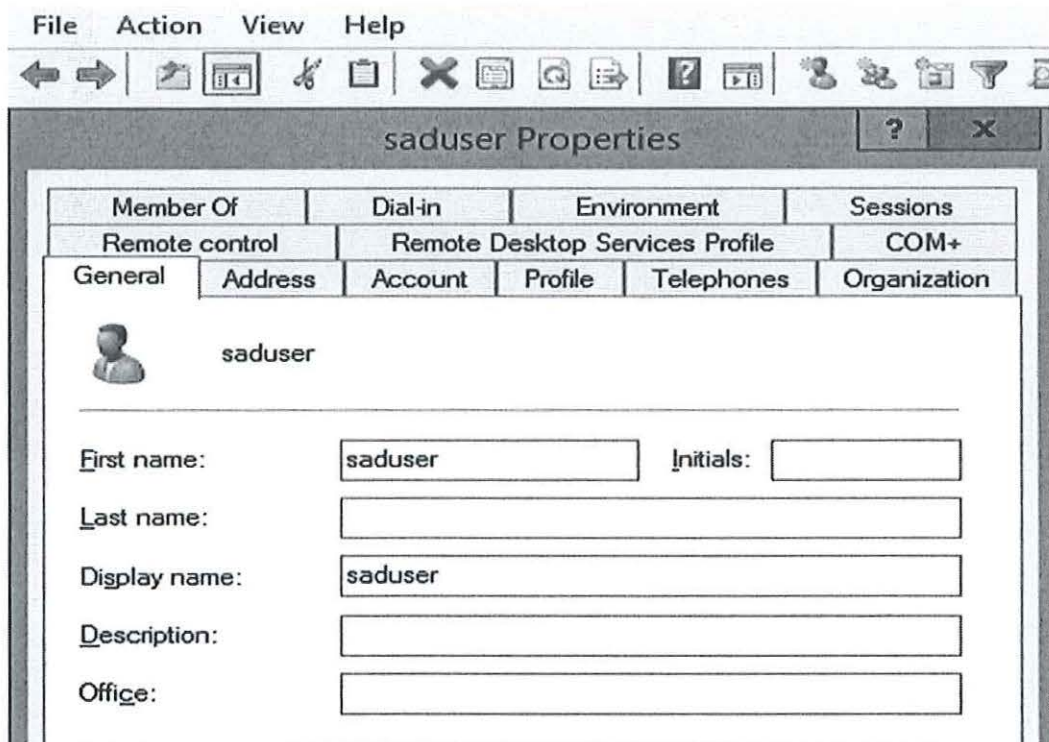 File Action View Help
saduser Properties ? X
Member Of Dial-in Environment Sessions
Remote control Remote Desktop Services Profile COM+
General Address Account Profile Telephones Organization
saduser
First name: saduser Initials:
Last name:
Display name: saduser
Description:
Office: